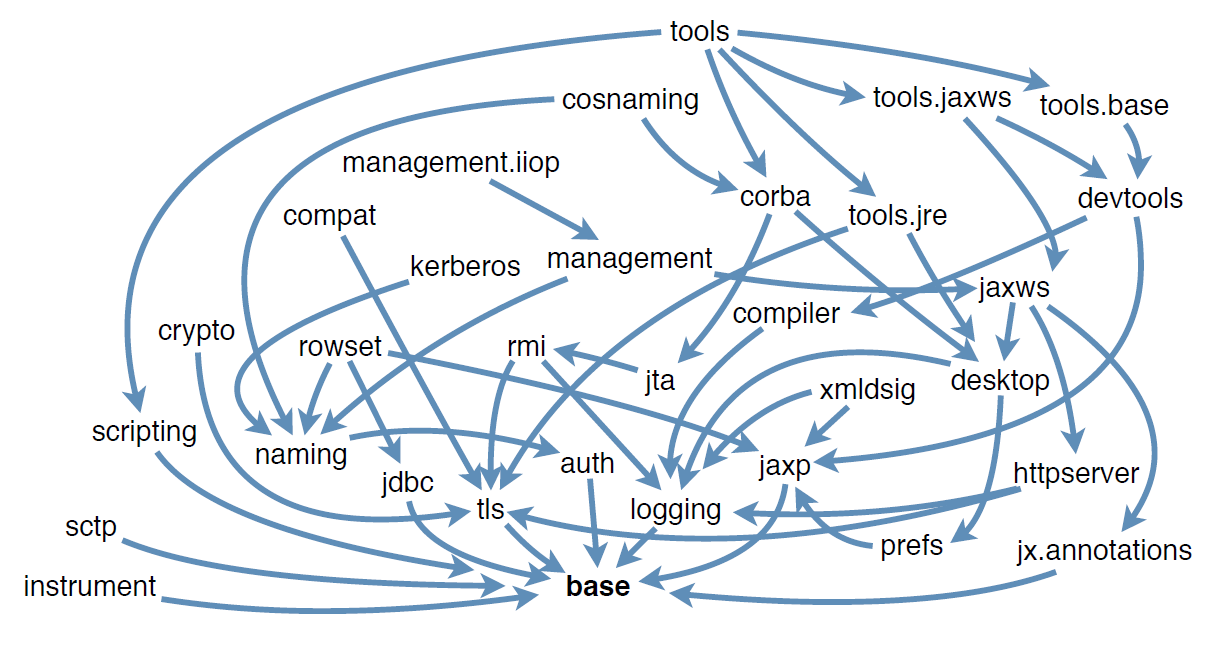 tools
cosnaming
tools.jaxws
tools.base
management.iiop
corba
devtools
compat
tools.jre
kerberos
management
jaxws
compiler
crypto
rowset
rmi
jta
xmldsig
desktop
scripting
naming
auth
jaxp
httpserver
jdbc
tls
logging
sctp
prefs
jx.annotations
instrument
base